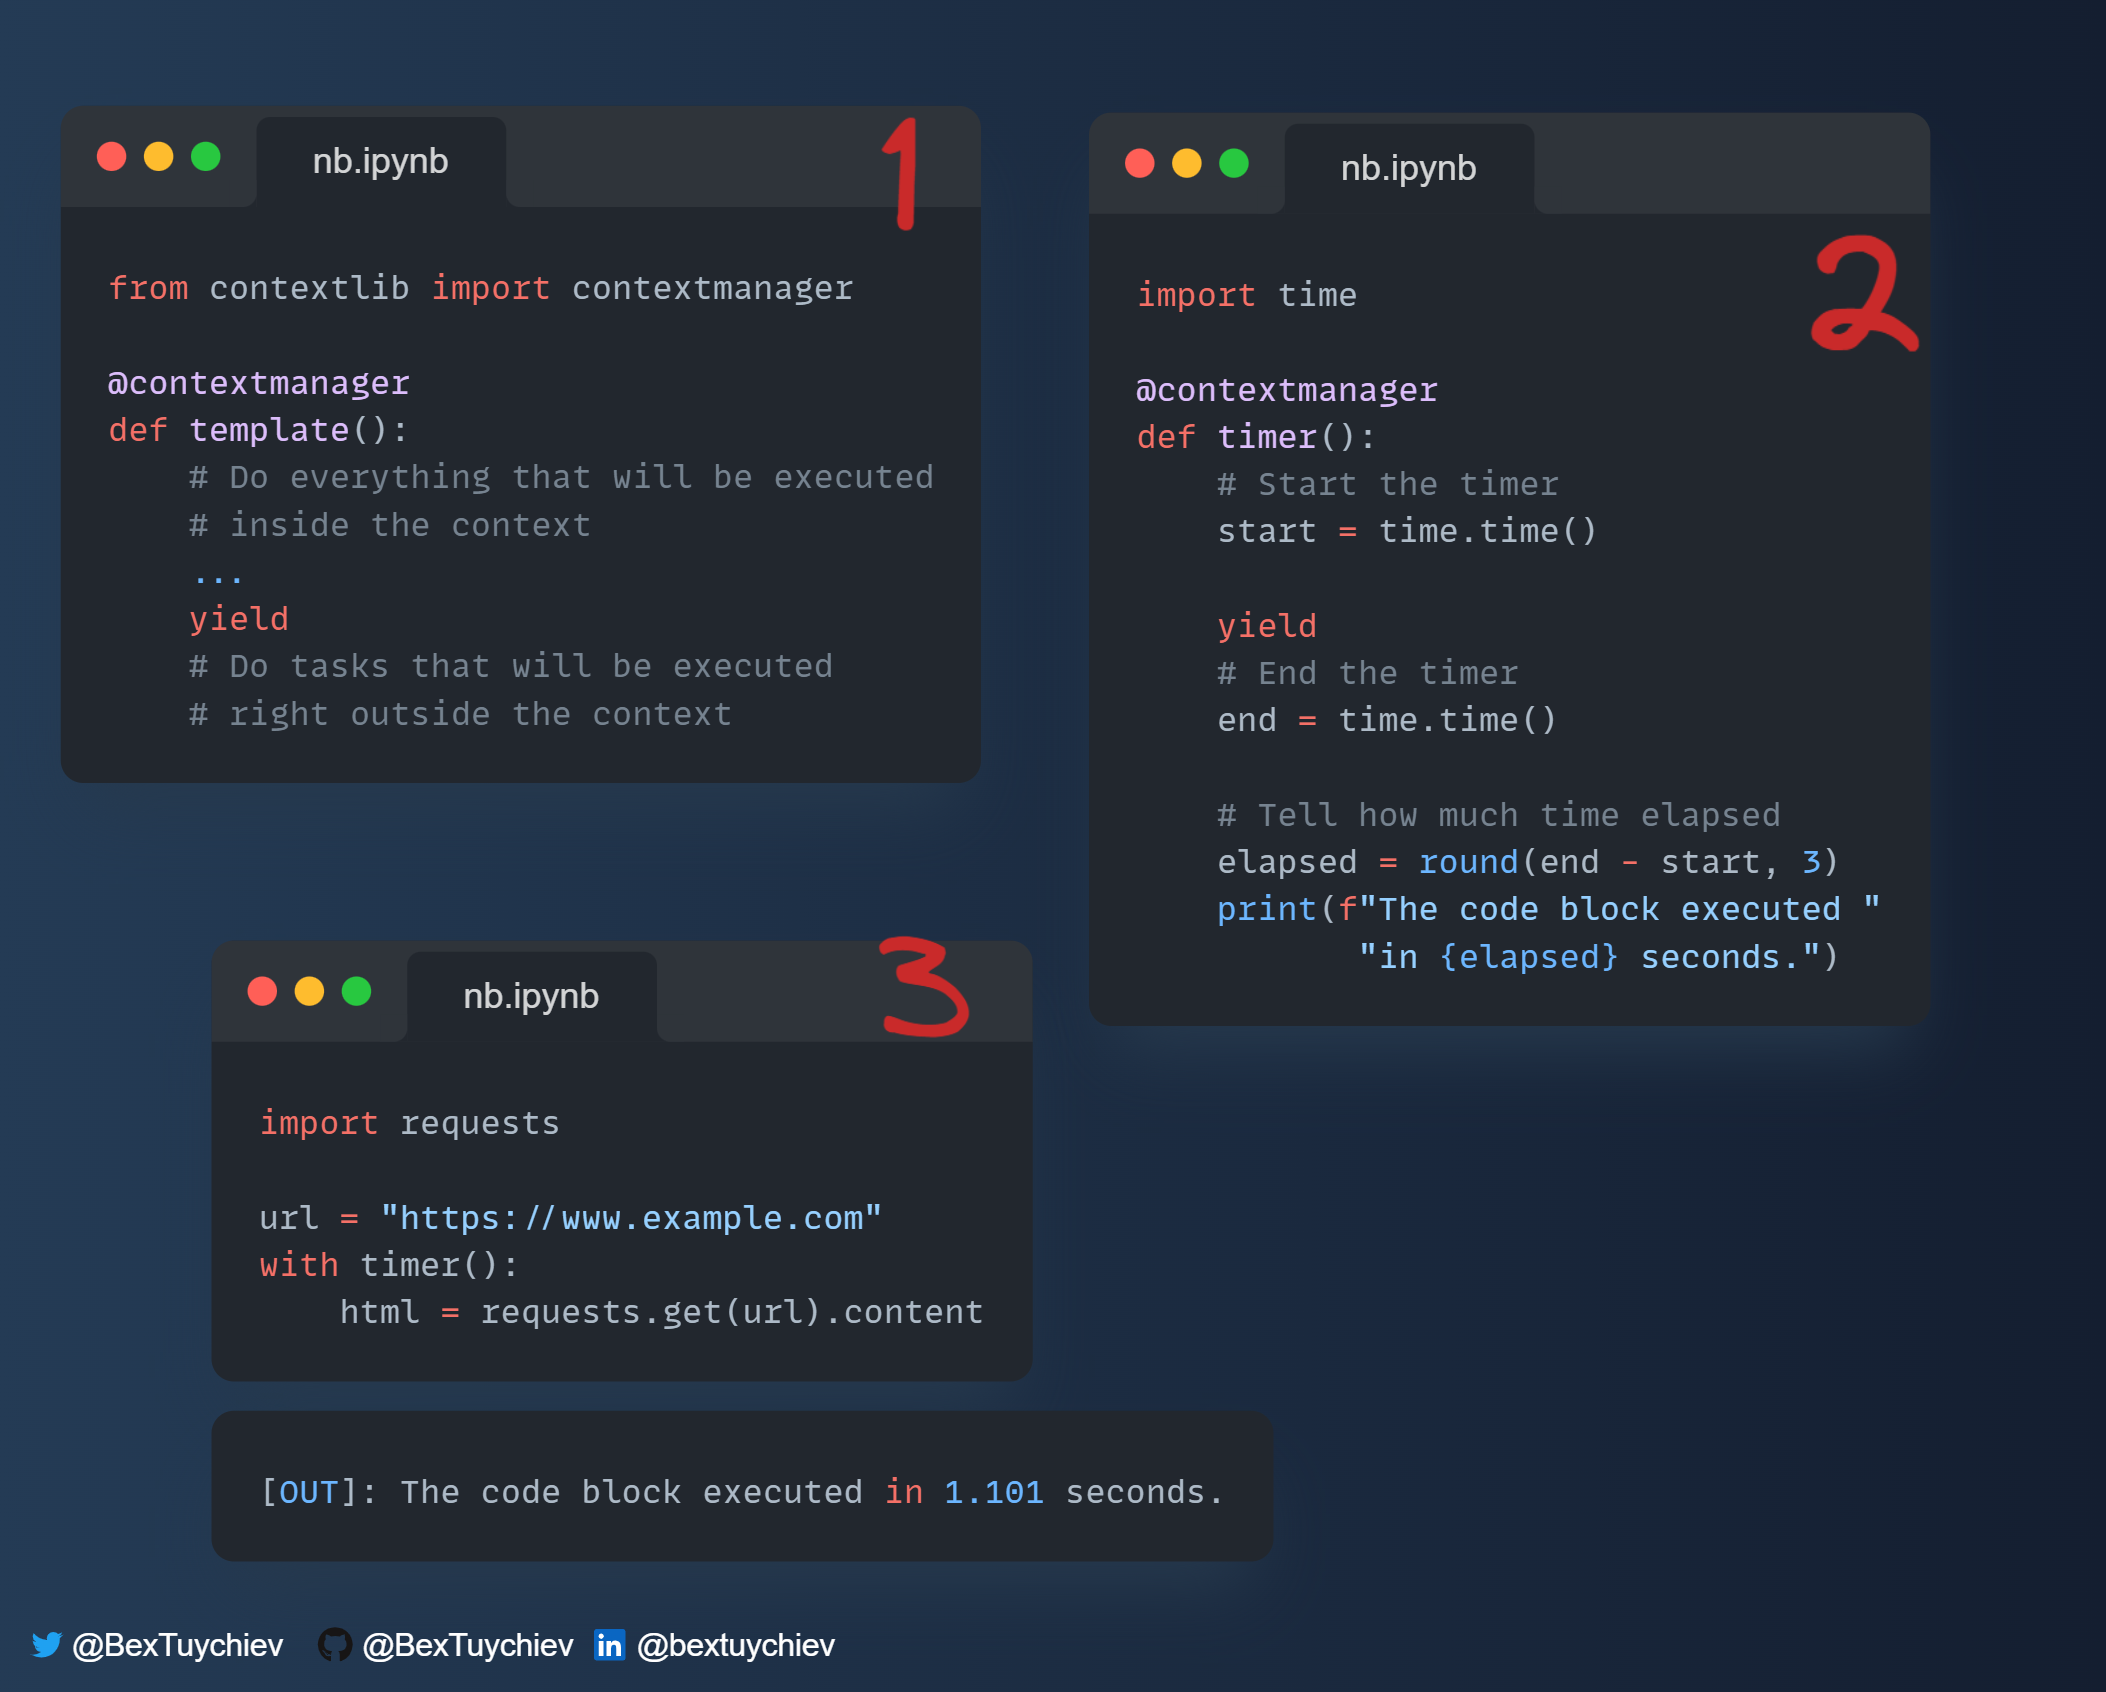 nb.ipynb
1
from contextlib import contextmanager
@contextmanager
def template():
    # Do everything that will be executed
    # inside the context
    ...
    yield
    # Do tasks that will be executed
    # right outside the context
nb.ipynb
2
import time
@contextmanager
def timer():
    # Start the timer
    start = time.time()
    yield
    # End the timer
    end = time.time()
    # Tell how much time elapsed
    elapsed = round(end - start, 3)
    print(f"The code block executed "
           "in {elapsed} seconds.")
nb.ipynb
3
import requests
url = "https://www.example.com"
with timer():
    html = requests.get(url).content
[OUT]: The code block executed in 1.101 seconds.
@BexTuychiev @BexTuychiev in @bextuychiev